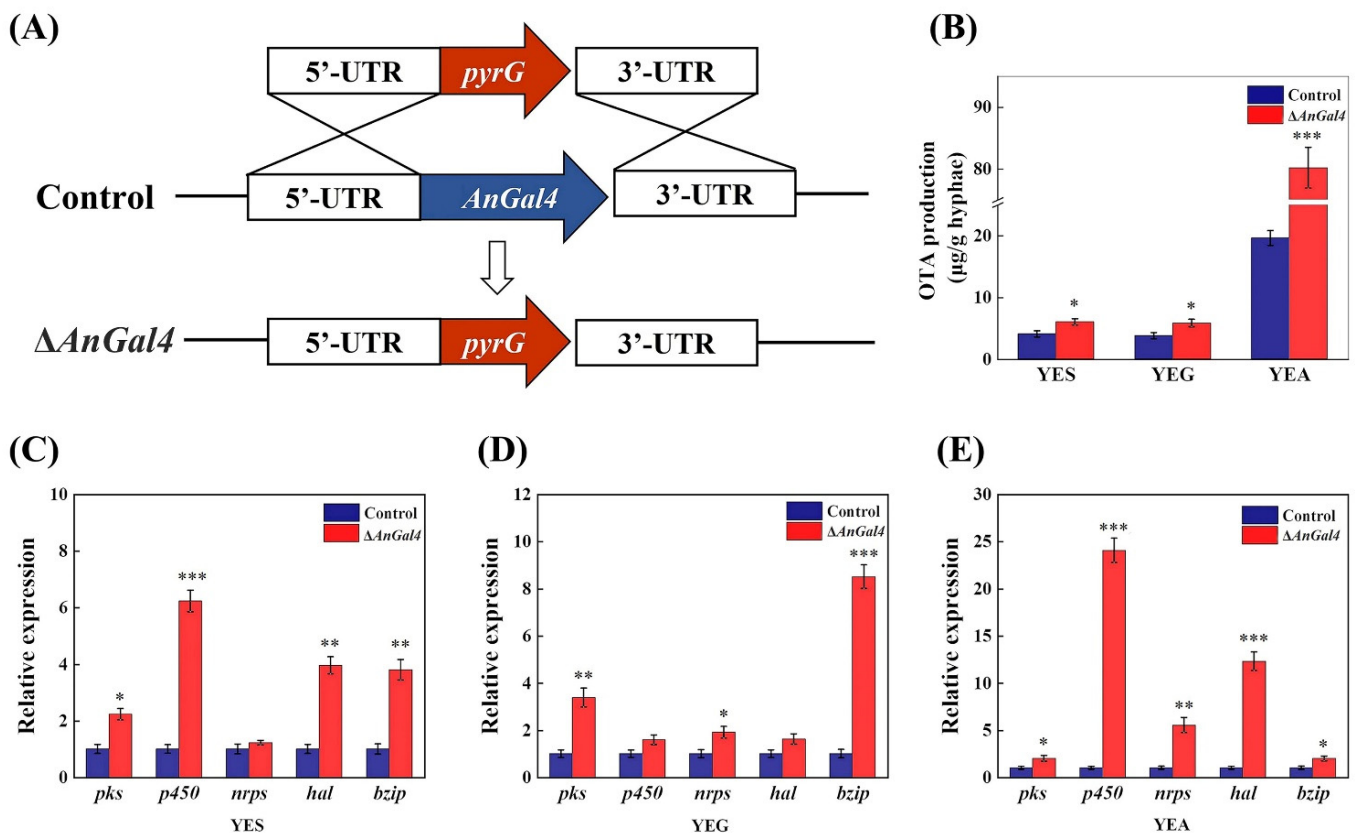 (A)
5’-UTR pyrG 3’-UTR
Control 5’-UTR AnGal4 3’-UTR
ΔAnGal4 5’-UTR pyrG 3’-UTR
(B)
OTA production
(µg/g hyphae)
90
80
20
10
0
Control
ΔAnGal4
* * ***
YES YEG YEA
(C)
Relative expression
10
8
6
4
2
0
Control
ΔAnGal4
* *** ** **
pks p450 nrps hal bzip
YES
(D)
Relative expression
12
10
8
6
4
2
0
Control
ΔAnGal4
** * ***
pks p450 nrps hal bzip
YEG
(E)
Relative expression
30
25
20
15
10
5
0
Control
ΔAnGal4
* *** ** *** *
pks p450 nrps hal bzip
YEA